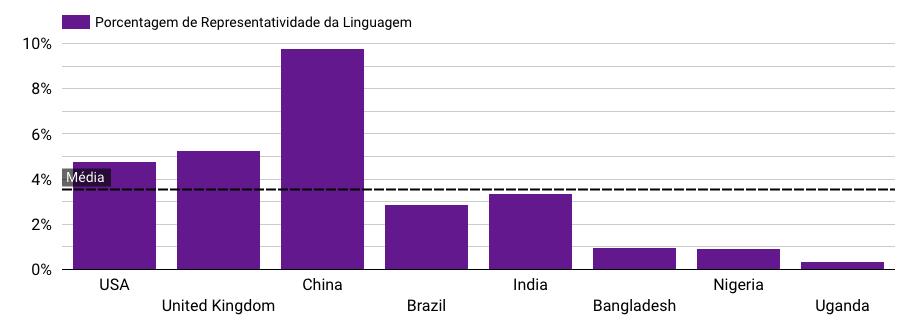 Porcentagem de Representatividade da Linguagem
10%
8%
6%
4%
2%
0%
Média
USA
United Kingdom
China
Brazil
India
Bangladesh
Nigeria
Uganda